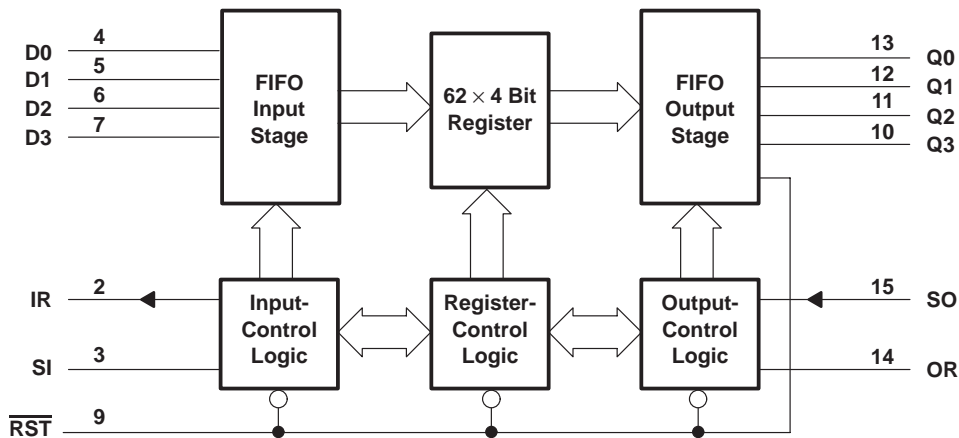 D0
4
D1
5
D2
6
D3
7
FIFO
Input
Stage
62 × 4 Bit
Register
FIFO
Output
Stage
13
Q0
12
Q1
11
Q2
10
Q3
IR
2
SI
3
Input-
Control
Logic
Register-
Control
Logic
Output-
Control
Logic
15
SO
14
OR
R̅S̅T̅
9